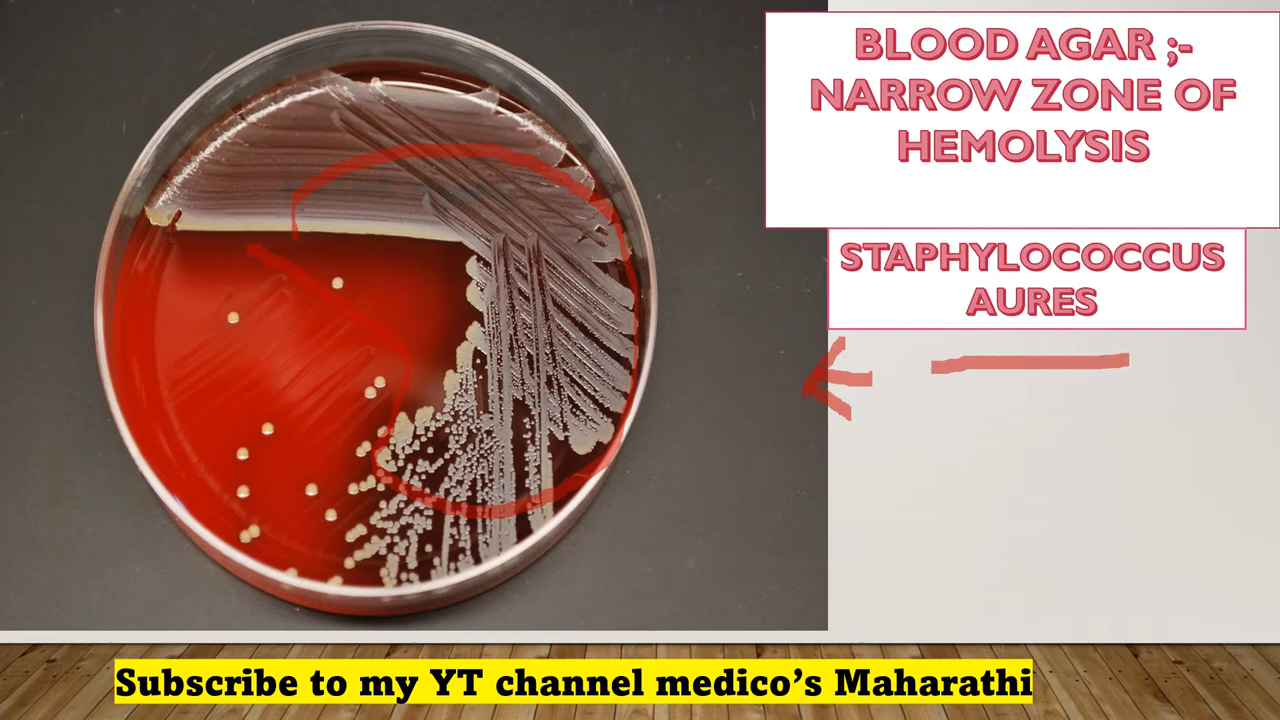 BLOOD AGAR ;-
NARROW ZONE OF
HEMOLYSIS
STAPHYLOCOCCUS
AURES
Subscribe to my YT channel medico’s Maharathi